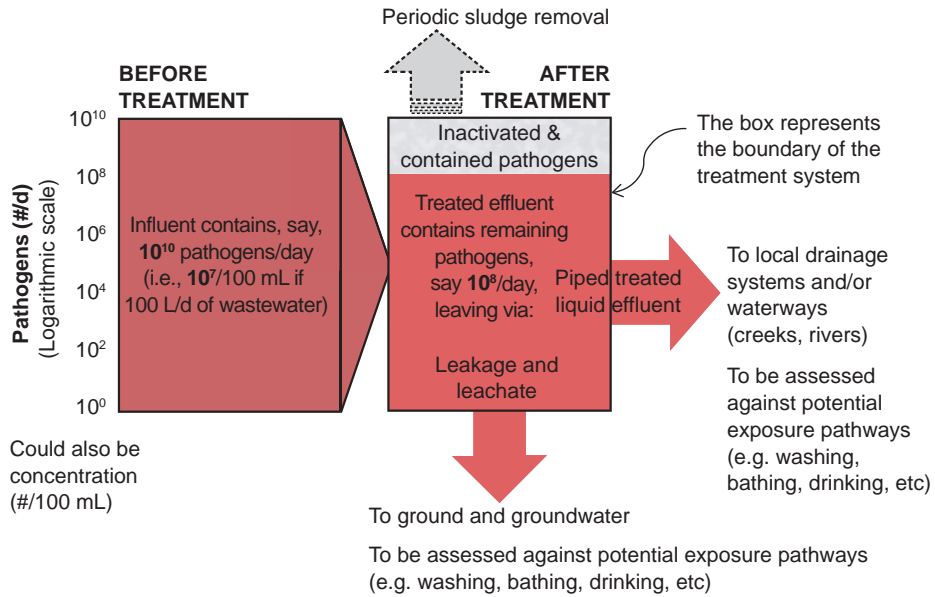 Periodic sludge removal
BEFORE
TREATMENT
AFTER
TREATMENT
Pathogens (#/d)
(Logarithmic scale)
10¹⁰
10⁸
10⁶
10⁴
10²
10⁰
Could also be
concentration
(#/100 mL)
Influent contains, say,
10¹⁰ pathogens/day
(i.e., 10⁷/100 mL if
100 L/d of wastewater)
Inactivated &
contained pathogens
Treated effluent
contains remaining
pathogens,
say 10⁸/day,
leaving via:
Piped treated
liquid effluent
Leakage and
leachate
The box represents
the boundary of the
treatment system
To local drainage
systems and/or
waterways
(creeks, rivers)
To be assessed
against potential
exposure pathways
(e.g. washing,
bathing, drinking, etc)
To ground and groundwater
To be assessed against potential exposure pathways
(e.g. washing, bathing, drinking, etc)